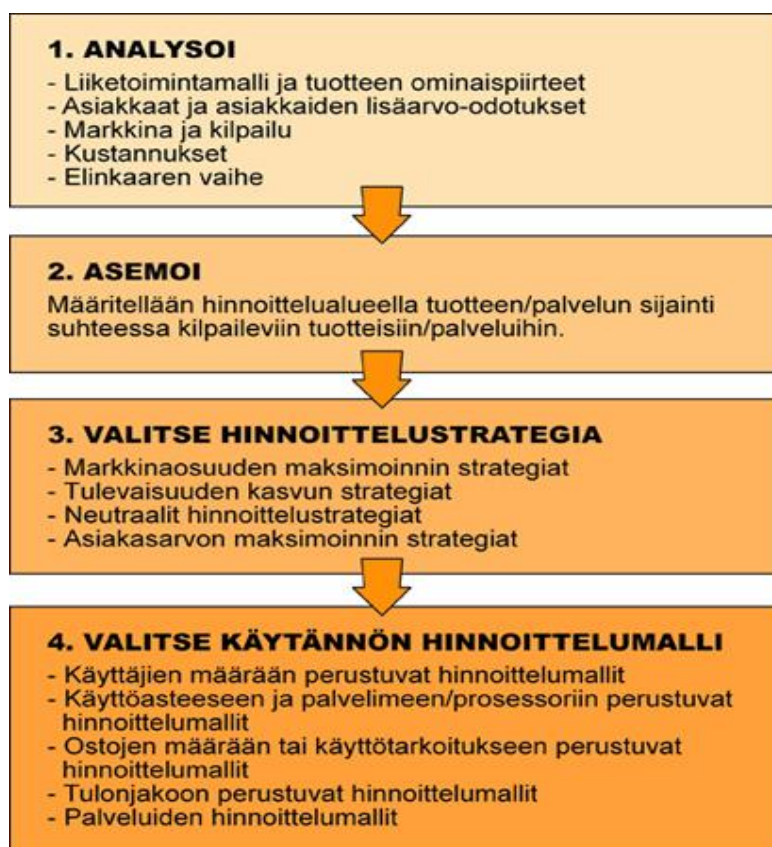 1. ANALYSOI
- Liiketoimintamalli ja tuotteen ominaispiirteet
- Asiakkaat ja asiakkaiden lisäarvo-odotukset
- Markkina ja kilpailu
- Kustannukset
- Elinkaaren vaihe
2. ASEMOI
Määritellään hinnoittelualueella tuotteen/palvelun sijainti
suhteessa kilpaileviin tuotteisiin/palveluihin.
3. VALITSE HINNOITTELUSTRATEGIA
- Markkinaosuuden maksimoinnin strategiat
- Tulevaisuuden kasvun strategiat
- Neutraalit hinnoittelustrategiat
- Asiakasarvon maksimoinnin strategiat
4. VALITSE KÄYTÄNNÖN HINNOITTELUMALLI
- Käyttäjien määrään perustuvat hinnoittelumallit
- Käyttöasteeseen ja palvelimeen/prosessoriin perustuvat
hinnoittelumallit
- Ostojen määrään tai käyttötarkoitukseen perustuvat
hinnoittelumallit
- Tulonjakoon perustuvat hinnoittelumallit
- Palveluiden hinnoittelumallit